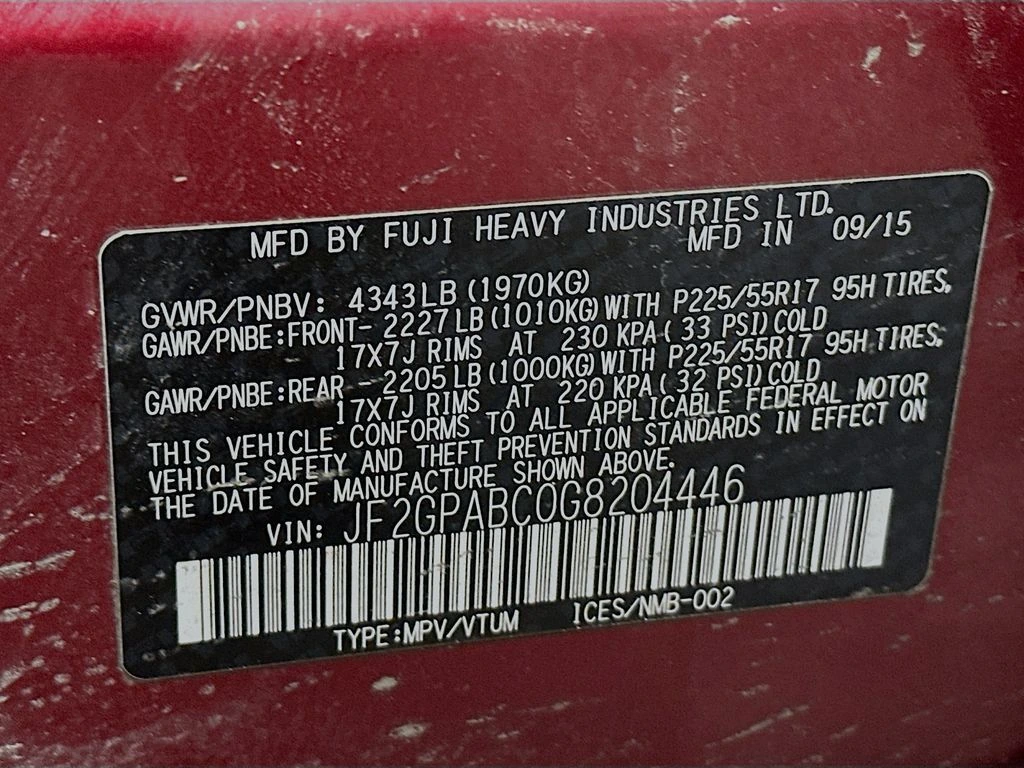 MFD BY FUJI HEAVY INDUSTRIES LTD.
MFD IN 09/15
GVWR/PNBV: 4343LB(1970KG)
GAWR/PNBE:FRONT-2227LB(1010KG)WITH P225/55R17 95H TIRES,
17X7J RIMS AT 230 KPA( 33 PSI)COLD
GAWR/PNBE:REAR -2205LB(1000KG)WITH P225/55R17 95H TIRES,
17X7J RIMS AT 220 KPA( 32 PSI)COLD
THIS VEHICLE CONFORMS TO ALL APPLICABLE FEDERAL MOTOR
VEHICLE SAFETY AND THEFT PREVENTION STANDARDS IN EFFECT ON
THE DATE OF MANUFACTURE SHOWN ABOVE.
VIN: JF2GPABC0G8204446
TYPE:MPV/VTUM ICES/NMB-002